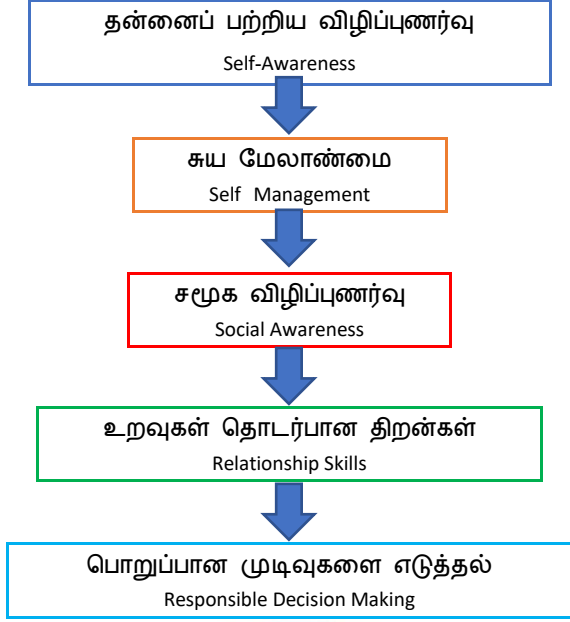 தன்னைப் பற்றிய விழிப்புணர்வு
Self-Awareness
சுய மேலாண்மை
Self Management
சமூக விழிப்புணர்வு
Social Awareness
உறவுகள் தொடர்பான திறன்கள்
Relationship Skills
பொறுப்பான முடிவுகளை எடுத்தல்
Responsible Decision Making